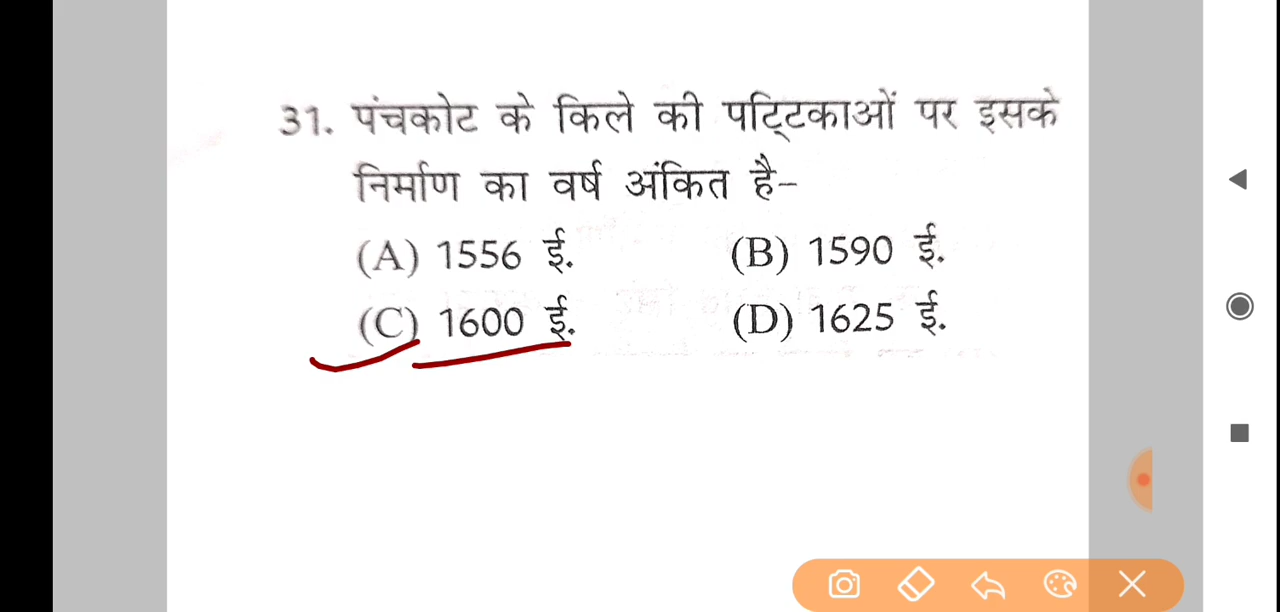 31. पंचकोट के किले की पट्टिकाओं पर इसके
निर्माण का वर्ष अंकित है–
(A) 1556 ई. (B) 1590 ई.
(C) 1600 ई. (D) 1625 ई.